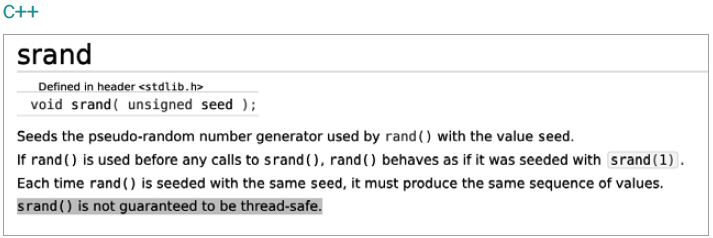 C++
srand
Defined in header <stdlib.h>
void srand( unsigned seed );
Seeds the pseudo-random number generator used by rand() with the value seed.
If rand() is used before any calls to srand(), rand() behaves as if it was seeded with srand(1).
Each time rand() is seeded with the same seed, it must produce the same sequence of values.
srand() is not guaranteed to be thread-safe.